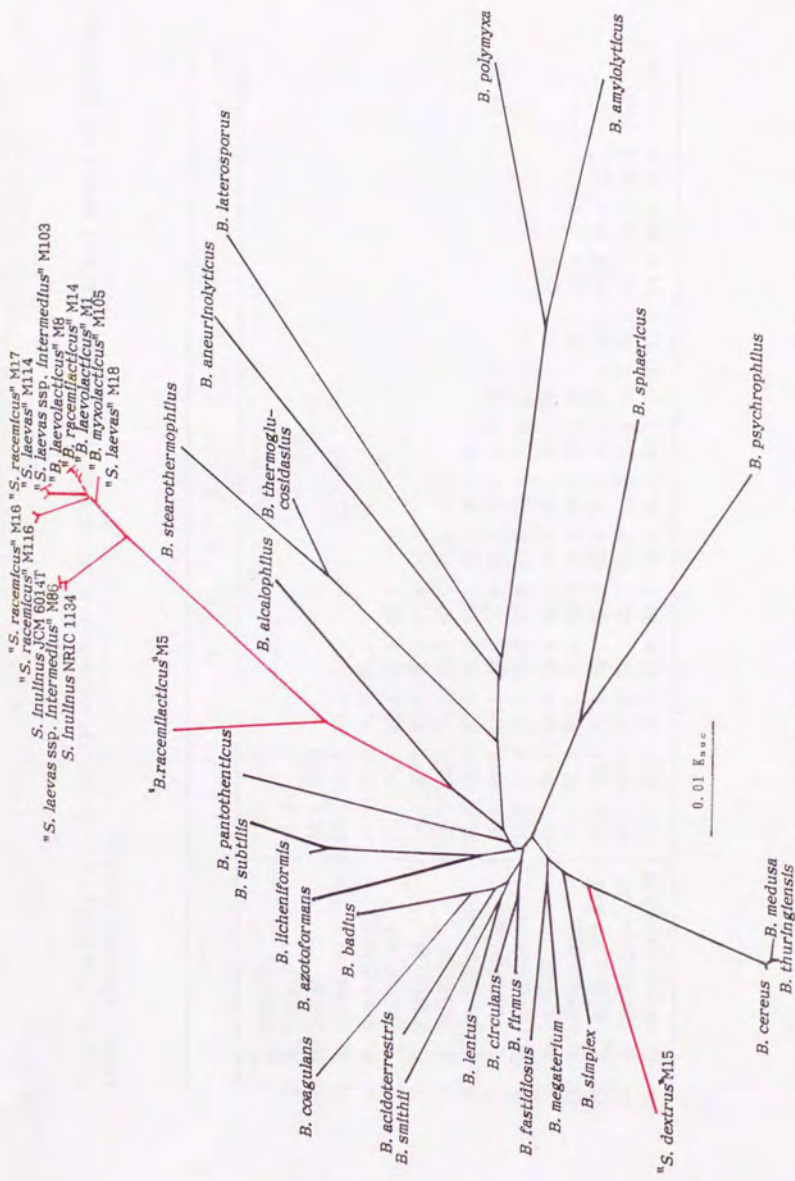 "S. racemicus" M16
"S. racemicus" M17
"S. racemicus" M116
"S. laevas" M114
S. inulinus JCM 6014T
"S. laevas ssp. intermedius" M103
"S. laevas ssp. intermedius" M86
"B. laevolacticus" M8
S. inulinus NRIC 1134
"B. racemilacticus" M14
"B. laevolacticus" M1
"B. myxolacticus" M105
"S. laevas" M18
B. stearothermophilus
B. aneurinolyticus
B. laterosporus
B. thermoglu-
cosidasius
B. alcalophilus
"B.racemilacticus"M5
B. pantothenticus
B. subtilis
B. licheniformis
B. azotoformans
B. badius
B. coagulans
B. acidoterrestris
B. smithii
B. lentus
B. circulans
B. firmus
B. fastidiosus
B. megaterium
B. simplex
"S. dextrus"M15
B. cereus
B. medusa
B. thuringiensis
0.01 Knuc
B. psychrophilus
B. sphaericus
B. amylolyticus
B. polymyxa